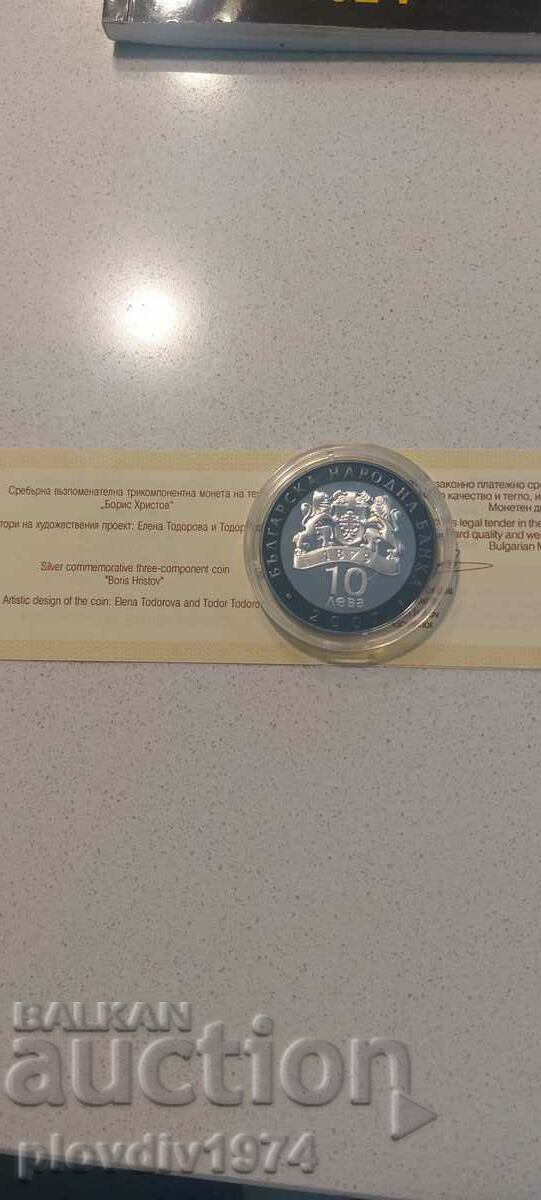 Сребърна възпоменателна трикомпонентна монета на
„Борис Христов"
тори на художествения проект: Елена Тодорова и Тодор
Silver commemorative three-component coin
"Boris Hristov"
Artistic design of the coin: Elena Todorova and Todor Todoro
БЪЛГАРСКА НАРОДНА БАНКА
1879
10
лева
законно платежно сре
качество и тегло, и
Монетен д
legal tender in the
ard quality and we
Bulgarian M
BALKAN
auction
plovdiv1974